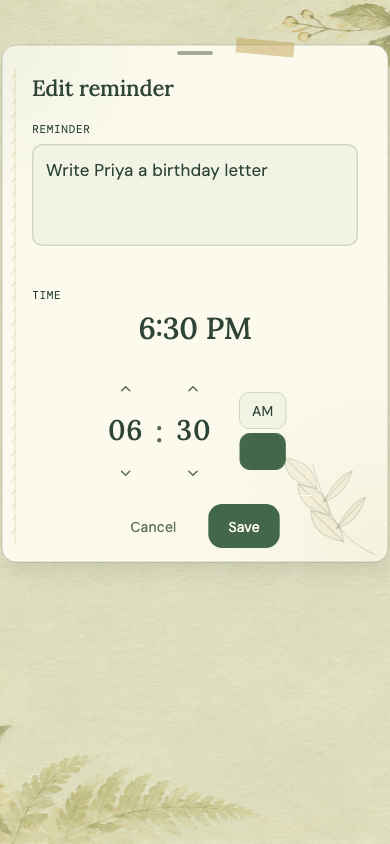 Edit reminder
REMINDER
Write Priya a birthday letter
TIME
6:30 PM
06 : 30
AM
Cancel
Save